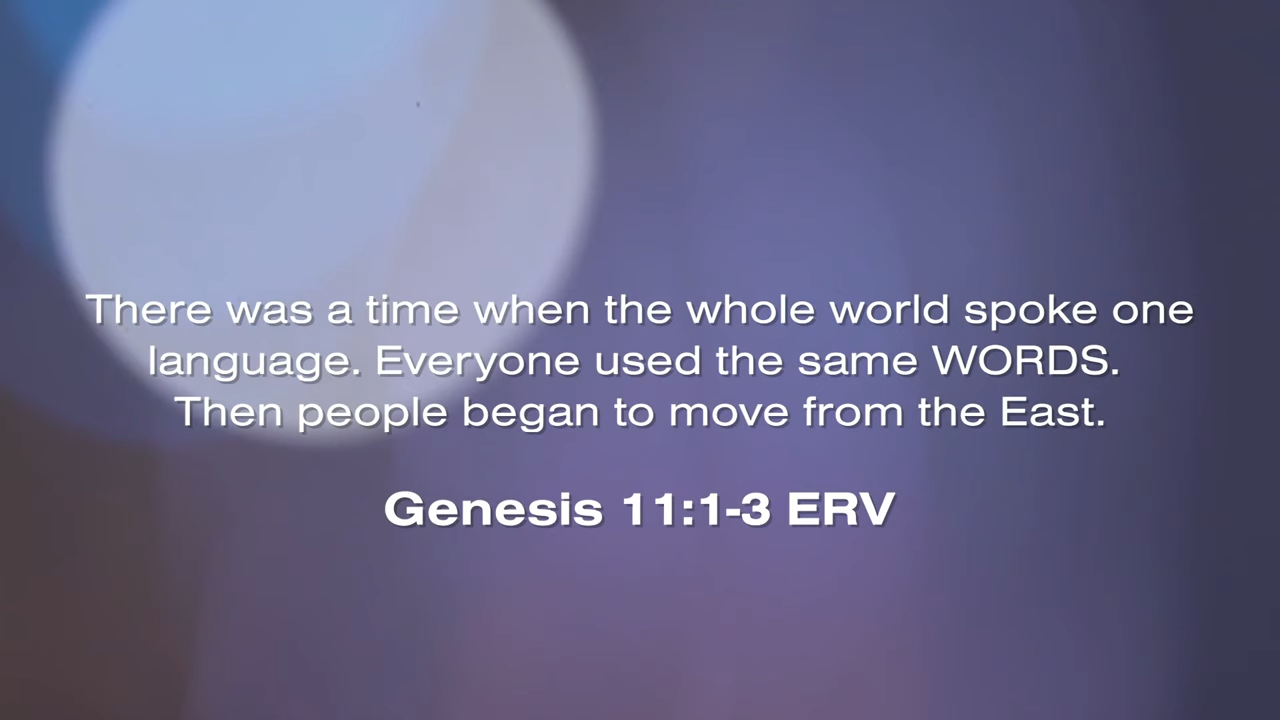 There was a time when the whole world spoke one
language. Everyone used the same WORDS.
Then people began to move from the East.
Genesis 11:1-3 ERV